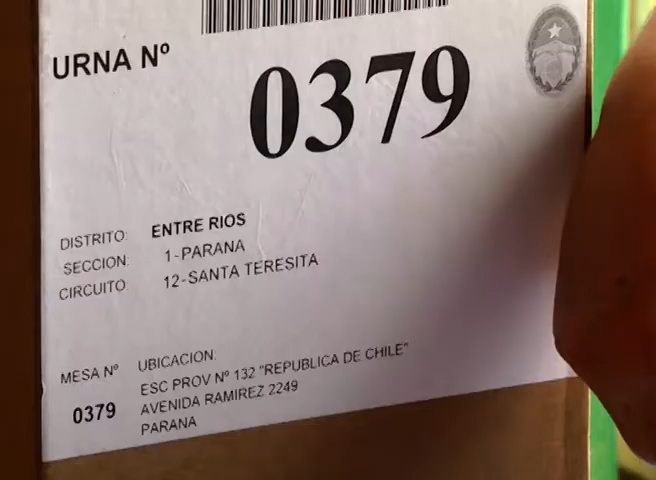 URNA Nº
0379
DISTRITO: ENTRE RIOS
SECCION: 1-PARANA
CIRCUITO: 12-SANTA TERESITA
MESA Nº UBICACION:
ESC PROV Nº 132 "REPUBLICA DE CHILE"
0379 AVENIDA RAMIREZ 2249
PARANA